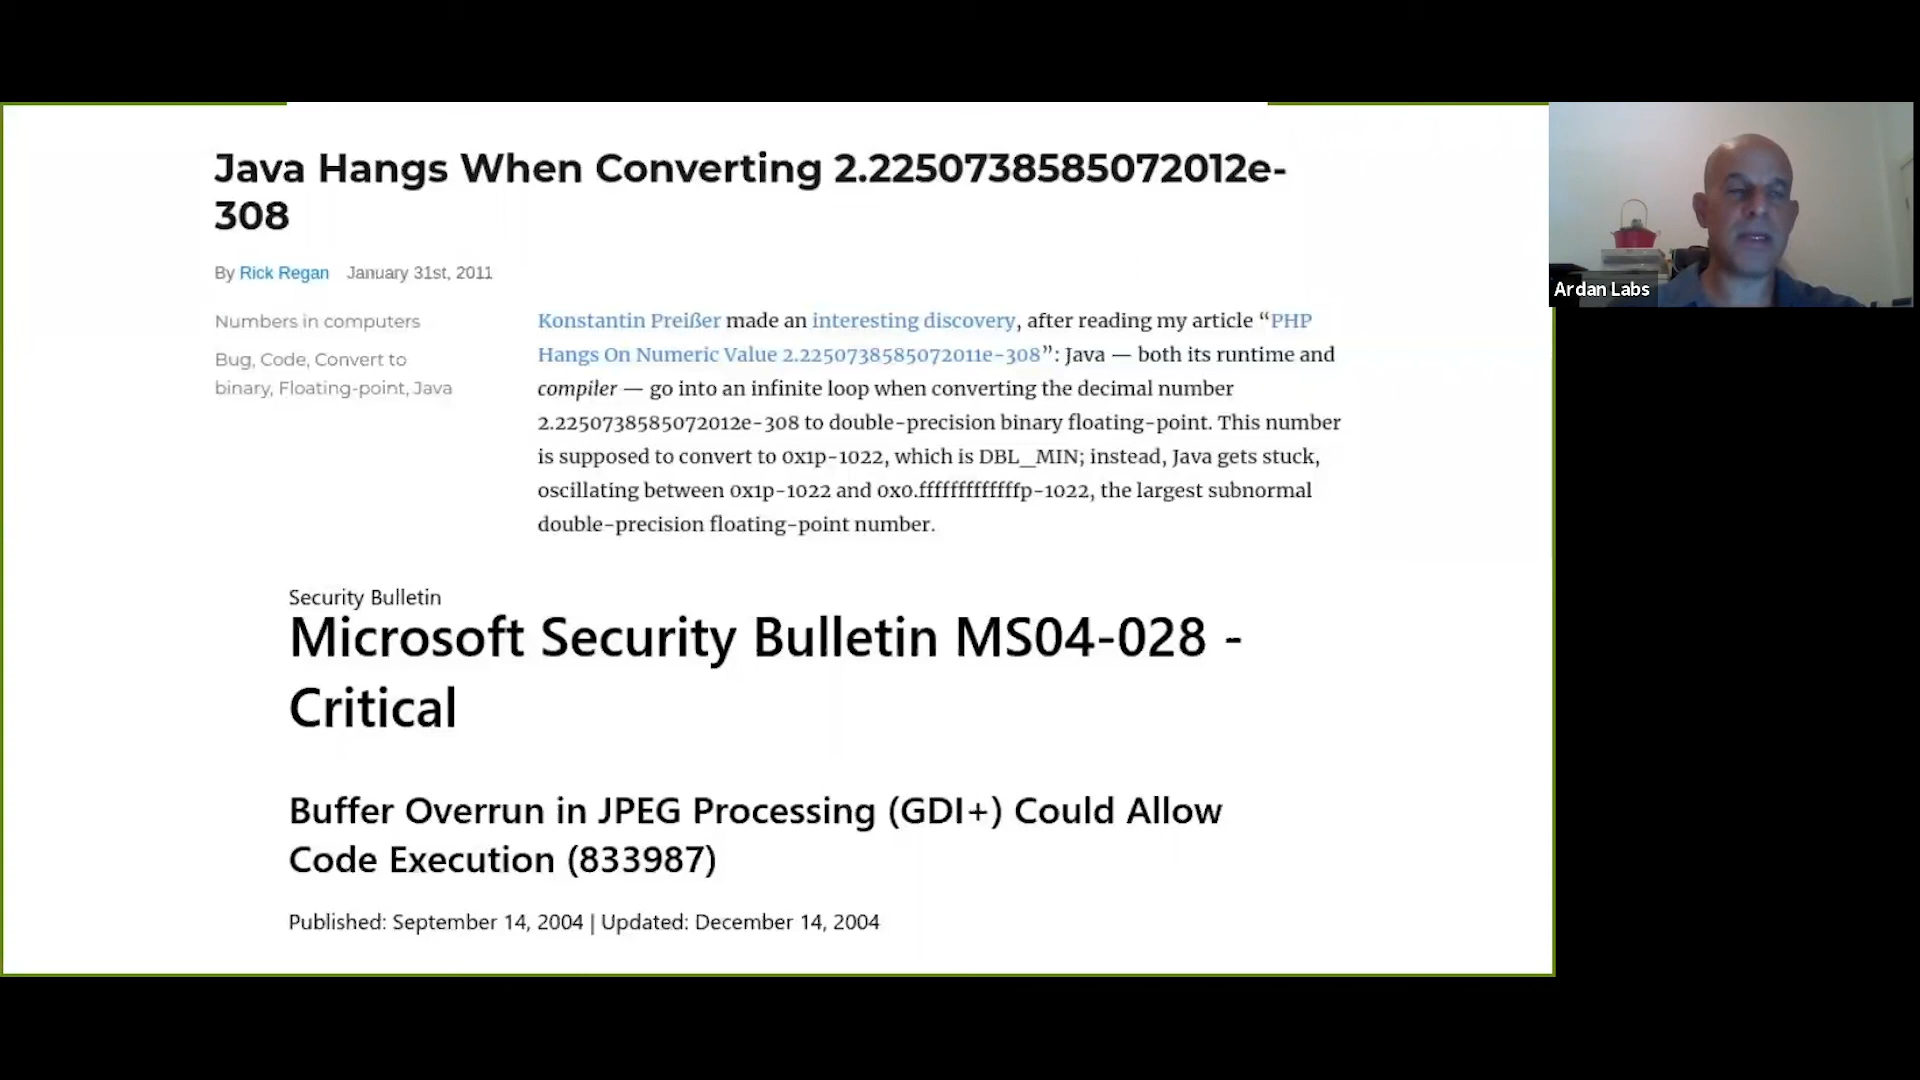 Java Hangs When Converting 2.2250738585072012e-
308
By Rick Regan January 31st, 2011
Numbers in computers
Bug, Code, Convert to
binary, Floating-point, Java
Konstantin Preißer made an interesting discovery, after reading my article “PHP
Hangs On Numeric Value 2.2250738585072011e-308”: Java — both its runtime and
compiler — go into an infinite loop when converting the decimal number
2.2250738585072012e-308 to double-precision binary floating-point. This number
is supposed to convert to 0x1p-1022, which is DBL_MIN; instead, Java gets stuck,
oscillating between 0x1p-1022 and 0x0.fffffffffffffp-1022, the largest subnormal
double-precision floating-point number.
Security Bulletin
Microsoft Security Bulletin MS04-028 -
Critical
Buffer Overrun in JPEG Processing (GDI+) Could Allow
Code Execution (833987)
Published: September 14, 2004 | Updated: December 14, 2004
Ardan Labs